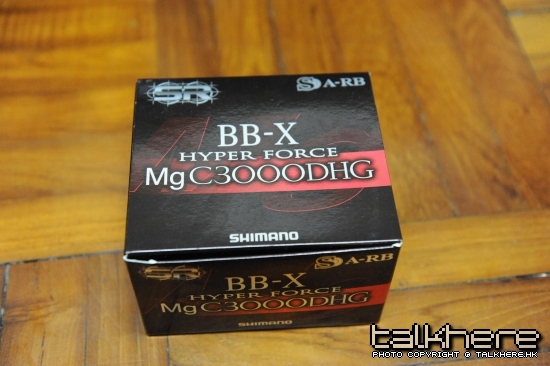 SR
S A-RB
BB-X
HYPER FORCE
Mg C3000DHG
SHIMANO
SR
S A-RB
BB-X
HYPER FORCE
Mg C3000DHG
SHIMANO
talkhere
PHOTO COPYRIGHT @ TALKHERE.HK